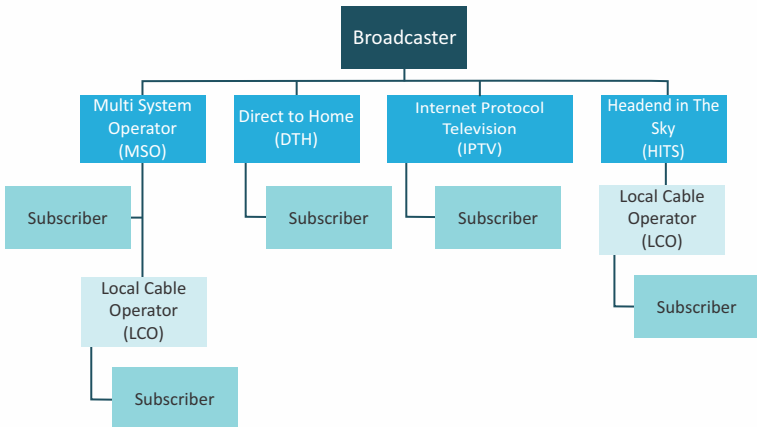 Broadcaster
Multi System
Operator
(MSO)
Direct to Home
(DTH)
Internet Protocol
Television
(IPTV)
Headend in The
Sky
(HITS)
Subscriber
Subscriber
Subscriber
Local Cable
Operator
(LCO)
Local Cable
Operator
(LCO)
Subscriber
Subscriber